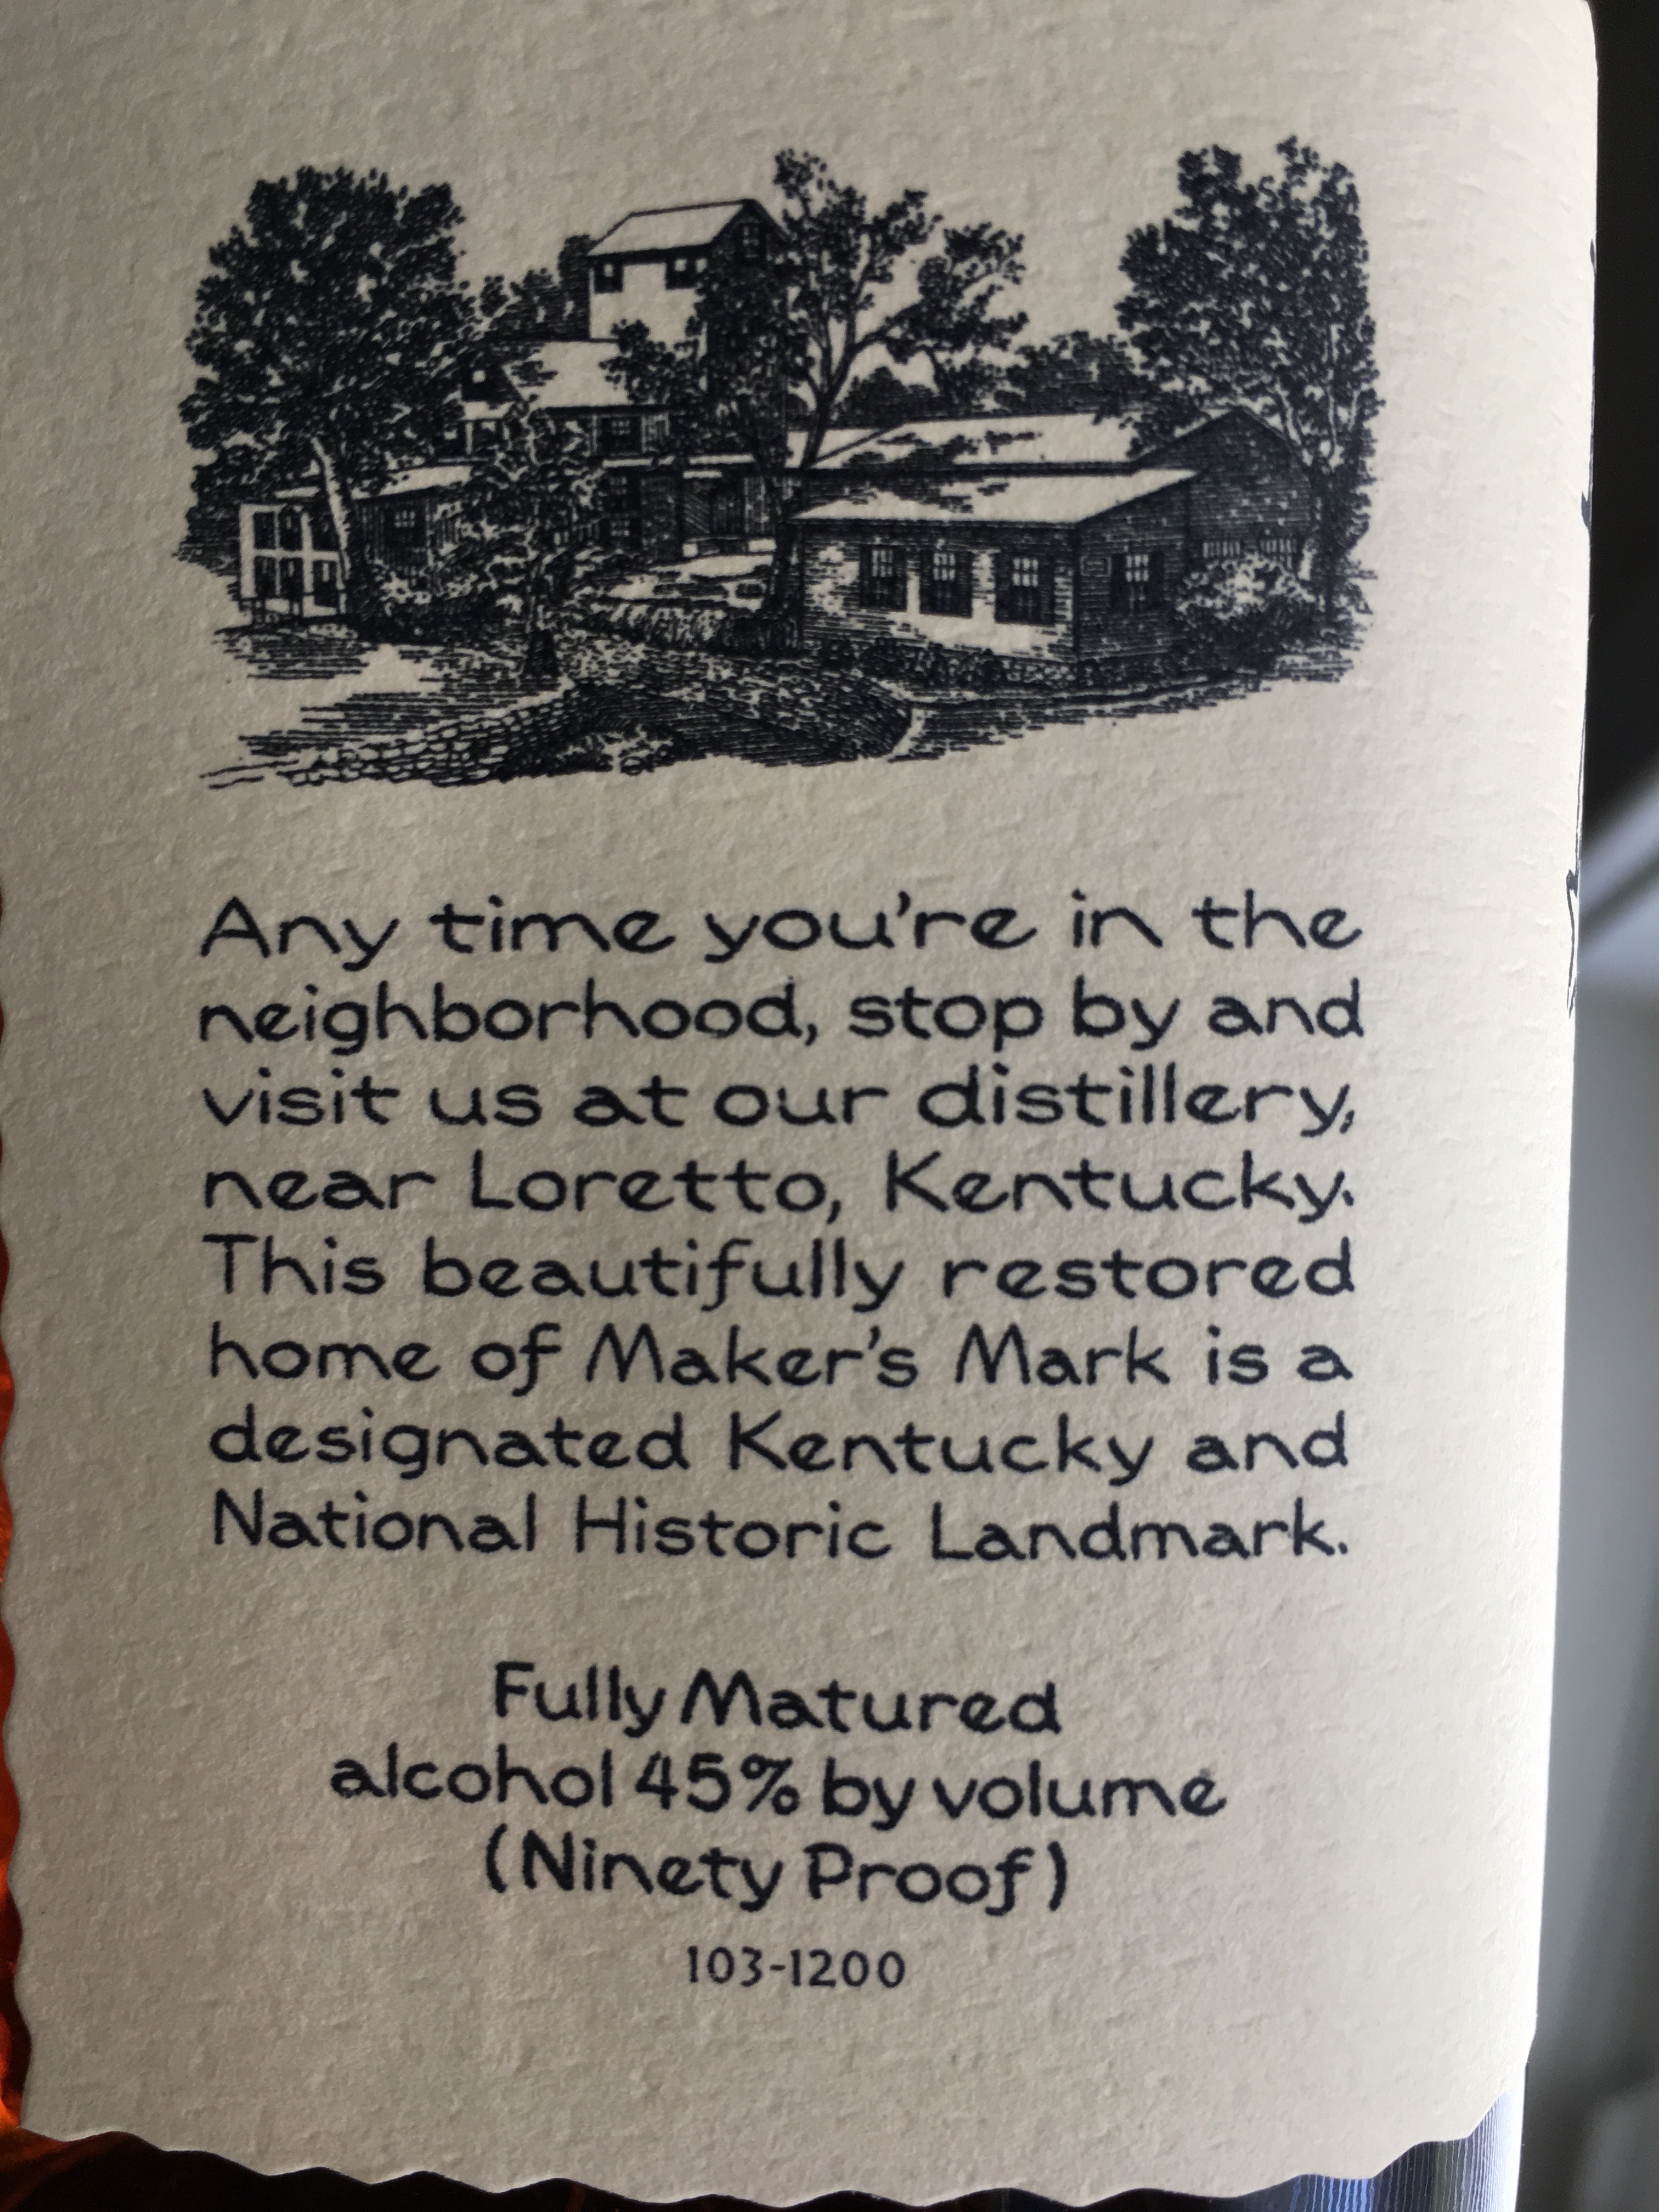 Any time you're in the
neighborhood, stop by and
visit us at our distillery,
near Loretto, Kentucky.
This beautifully restored
home of Maker's Mark is a
designated Kentucky and
National Historic Landmark.
Fully Matured
alcohol 45% by volume
(Ninety Proof)
103-1200